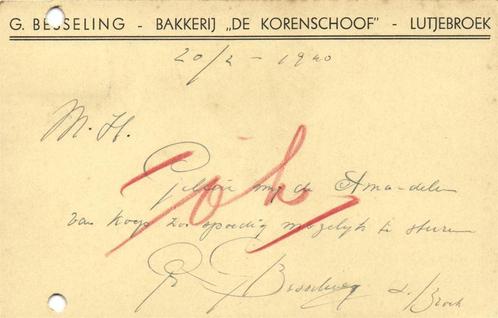 G. BESSELING - BAKKERIJ „DE KORENSCHOOF" - LUTJEBROEK
20/2 - 1940
M. H.
Gelieve mij de Amandelen
van koop zoo spoedig mogelijk te sturen
G. Besseling L. Broek